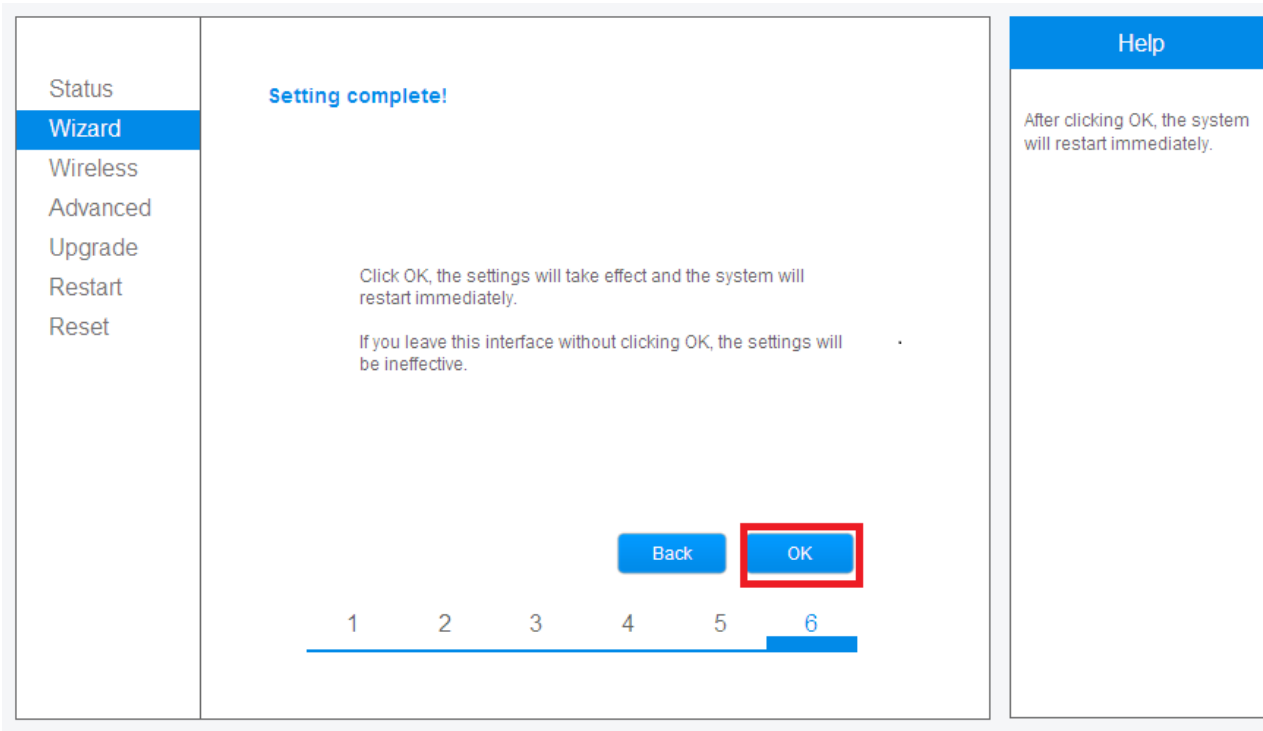 Status
Wizard
Wireless
Advanced
Upgrade
Restart
Reset
Setting complete!
Click OK, the settings will take effect and the system will
restart immediately.
If you leave this interface without clicking OK, the settings will
be ineffective.
.
Back
OK
1 2 3 4 5 6
Help
After clicking OK, the system
will restart immediately.